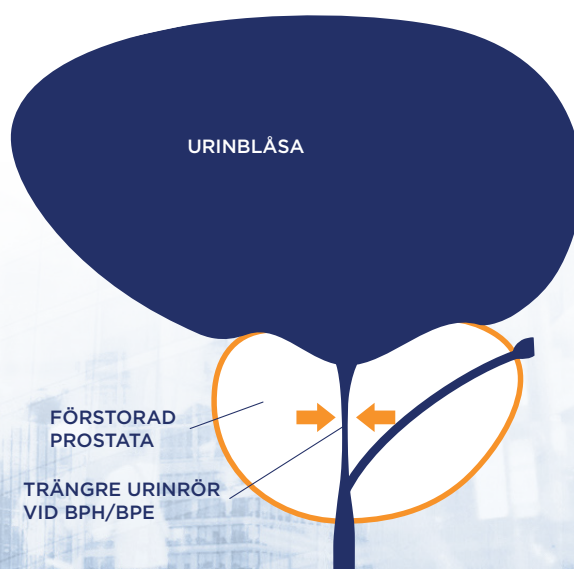 URINBLÅSA
FÖRSTORAD
PROSTATA
TRÄNGRE URINRÖR
VID BPH/BPE